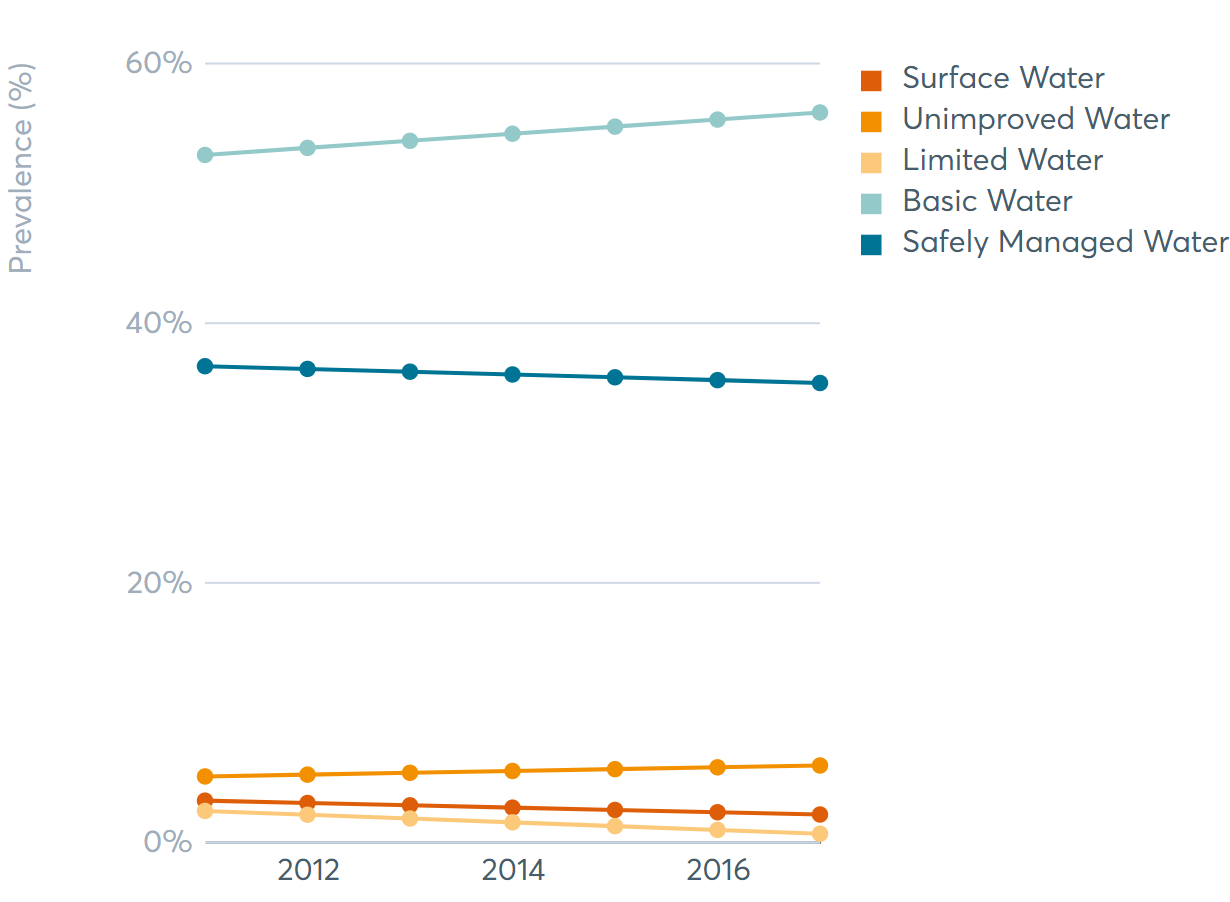 Prevalence (%)
60%
40%
20%
0%
2012
2014
2016
Surface Water
Unimproved Water
Limited Water
Basic Water
Safely Managed Water